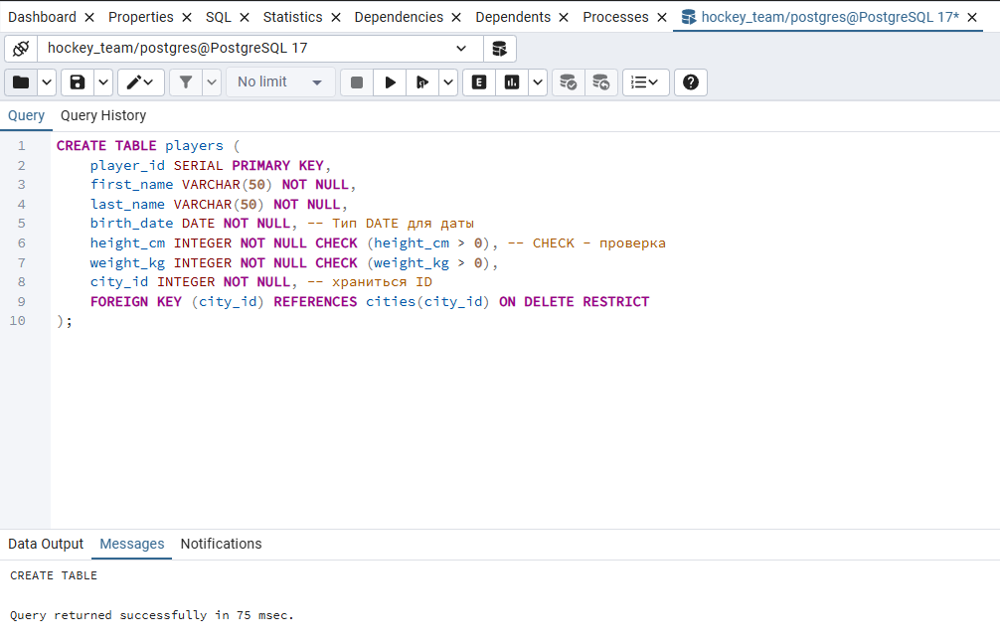 Dashboard Properties SQL Statistics Dependencies Dependents Processes hockey_team/postgres@PostgreSQL 17*
hockey_team/postgres@PostgreSQL 17
No limit E
Query Query History
1 CREATE TABLE players (
2 player_id SERIAL PRIMARY KEY,
3 first_name VARCHAR(50) NOT NULL,
4 last_name VARCHAR(50) NOT NULL,
5 birth_date DATE NOT NULL, -- Тип DATE для даты
6 height_cm INTEGER NOT NULL CHECK (height_cm > 0), -- CHECK - проверка
7 weight_kg INTEGER NOT NULL CHECK (weight_kg > 0),
8 city_id INTEGER NOT NULL, -- храниться ID
9 FOREIGN KEY (city_id) REFERENCES cities(city_id) ON DELETE RESTRICT
10 );
Data Output Messages Notifications
CREATE TABLE
Query returned successfully in 75 msec.